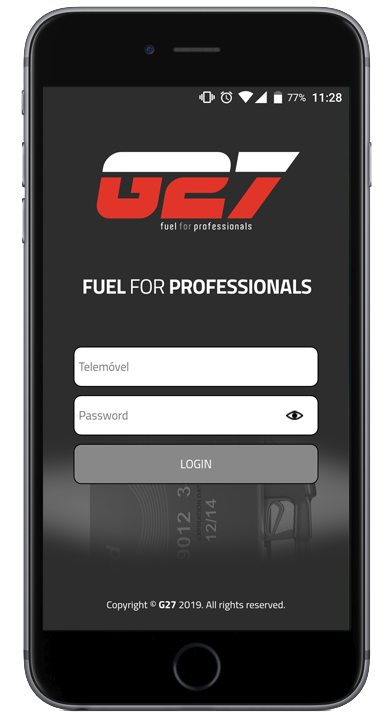 77% 11:28
G27
fuel for professionals
FUEL FOR PROFESSIONALS
Telemóvel
Password
LOGIN
9012 3
12/14
Copyright © G27 2019. All rights reserved.